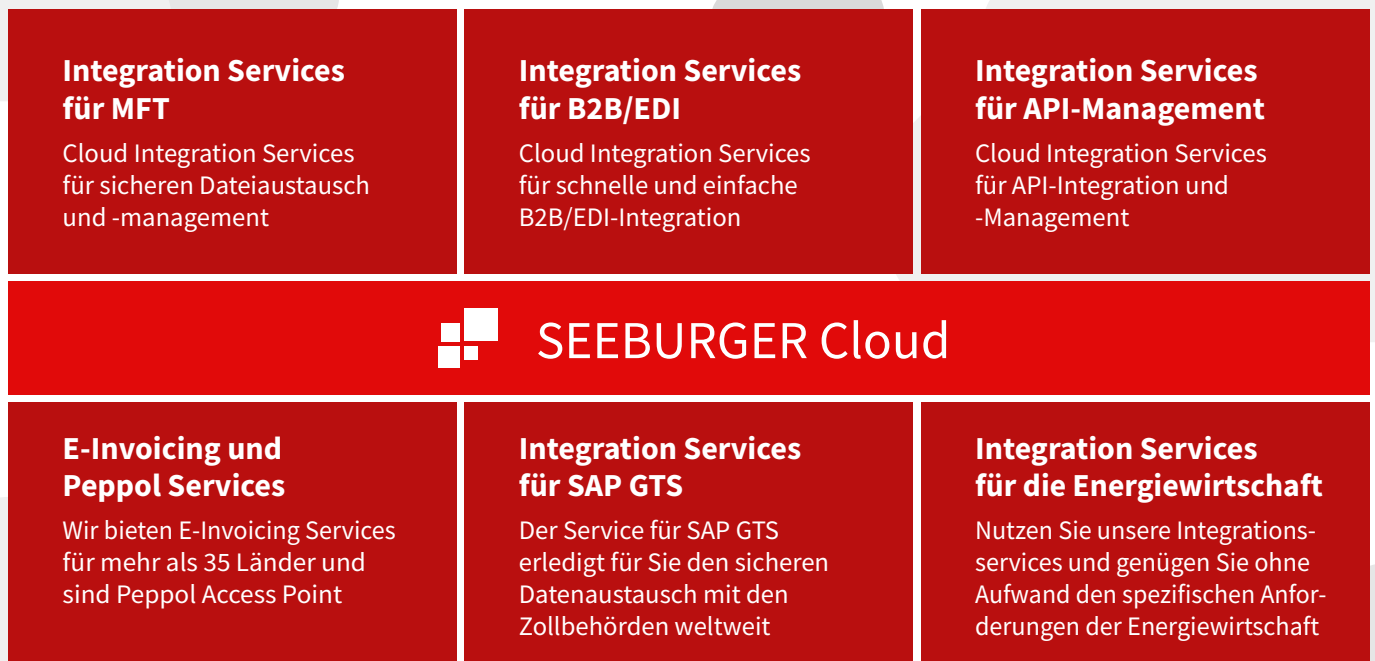 Integration Services
für MFT
Cloud Integration Services
für sicheren Dateiaustausch
und -management
Integration Services
für B2B/EDI
Cloud Integration Services
für schnelle und einfache
B2B/EDI-Integration
Integration Services
für API-Management
Cloud Integration Services
für API-Integration und
-Management
SEEBURGER Cloud
E-Invoicing und
Peppol Services
Wir bieten E-Invoicing Services
für mehr als 35 Länder und
sind Peppol Access Point
Integration Services
für SAP GTS
Der Service für SAP GTS
erledigt für Sie den sicheren
Datenaustausch mit den
Zollbehörden weltweit
Integration Services
für die Energiewirtschaft
Nutzen Sie unsere Integrations-
services und genügen Sie ohne
Aufwand den spezifischen Anfor-
derungen der Energiewirtschaft